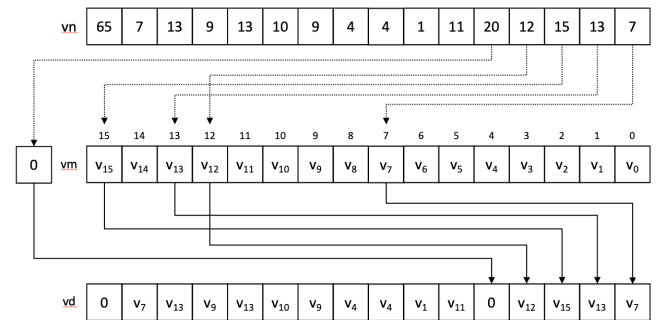 vn 65 7 13 9 13 10 9 4 4 1 11 20 12 15 13 7
15 14 13 12 11 10 9 8 7 6 5 4 3 2 1 0
0 vm v₁₅ v₁₄ v₁₃ v₁₂ v₁₁ v₁₀ v₉ v₈ v₇ v₆ v₅ v₄ v₃ v₂ v₁ v₀
vd 0 v₇ v₁₃ v₉ v₁₃ v₁₀ v₉ v₄ v₄ v₁ v₁₁ 0 v₁₂ v₁₅ v₁₃ v₇